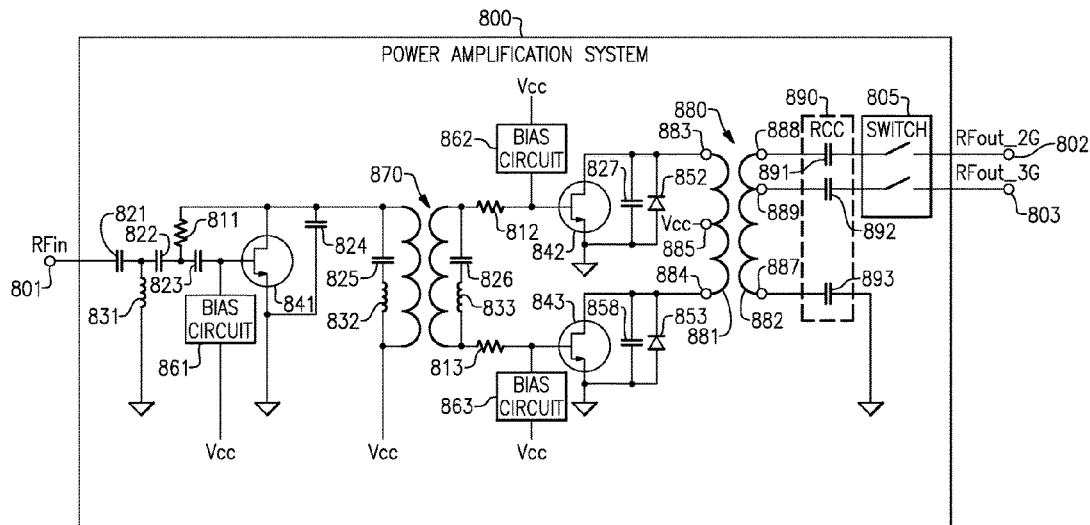 800
POWER AMPLIFICATION SYSTEM
Vcc
862
BIAS
CIRCUIT
880
883
890
RCC
888
805
SWITCH
RFout_2G
802
RFout_3G
803
891
892
889
870
811
821
822
RFin
801
823
831
841
BIAS
CIRCUIT
861
Vcc
824
825
832
Vcc
826
833
812
813
827
852
842
Vcc
885
884
887
893
843
858
853
881
882
BIAS
CIRCUIT
863
Vcc